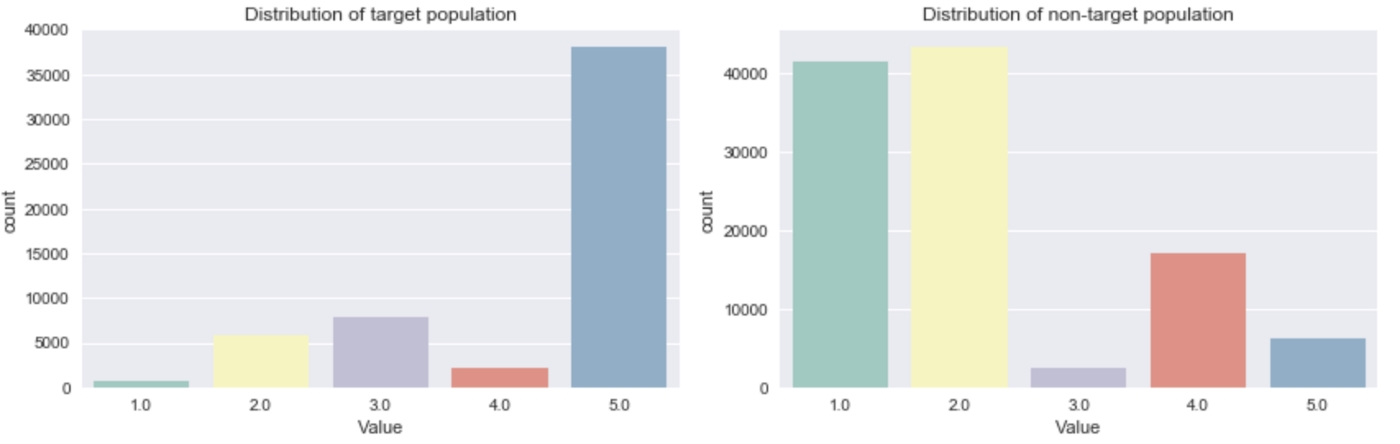 Distribution of target population
40000
35000
30000
25000
20000
15000
10000
5000
0
count
1.0 2.0 3.0 4.0 5.0
Value
Distribution of non-target population
40000
30000
20000
10000
0
count
1.0 2.0 3.0 4.0 5.0
Value